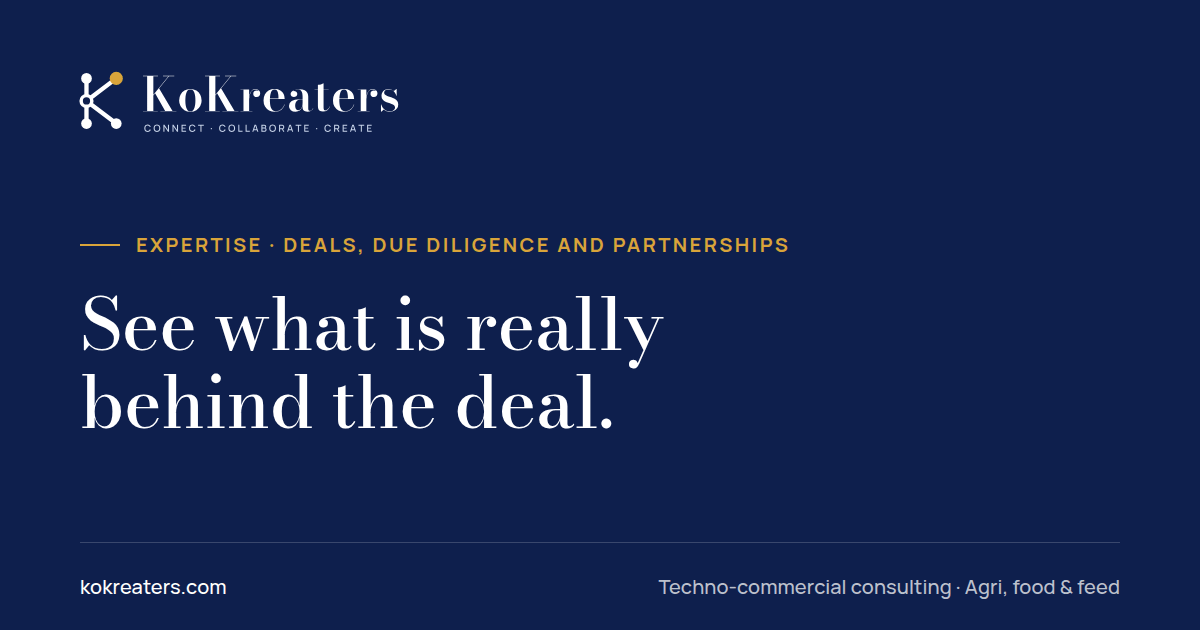 KoKreaters
CONNECT · COLLABORATE · CREATE
EXPERTISE · DEALS, DUE DILIGENCE AND PARTNERSHIPS
See what is really
behind the deal.
kokreaters.com
Techno-commercial consulting · Agri, food & feed